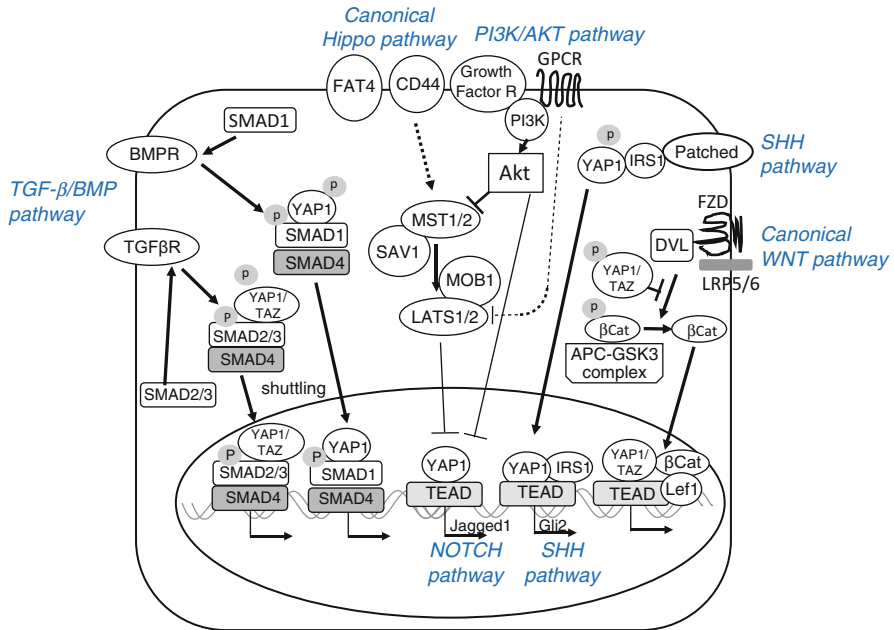 Canonical
Hippo pathway
PI3K/AKT pathway
GPCR
FAT4
CD44
Growth
Factor R
PI3K
SMAD1
BMPR
TGF-β/BMP
pathway
TGFβR
p
YAP1
p
SMAD1
SMAD4
p
YAP1/
TAZ
P
SMAD2/3
SMAD4
SMAD2/3
shuttling
Akt
MST1/2
SAV1
MOB1
LATS1/2
p
YAP1
IRS1
Patched
SHH
pathway
FZD
DVL
Canonical
WNT pathway
LRP5/6
p
YAP1/
TAZ
p
βCat
βCat
APC-GSK3
complex
YAP1/
TAZ
P
SMAD2/3
SMAD4
YAP1
P
SMAD1
SMAD4
YAP1
TEAD
Jagged1
NOTCH
pathway
YAP1
IRS1
TEAD
Gli2
SHH
pathway
YAP1/
TAZ
βCat
TEAD
Lef1